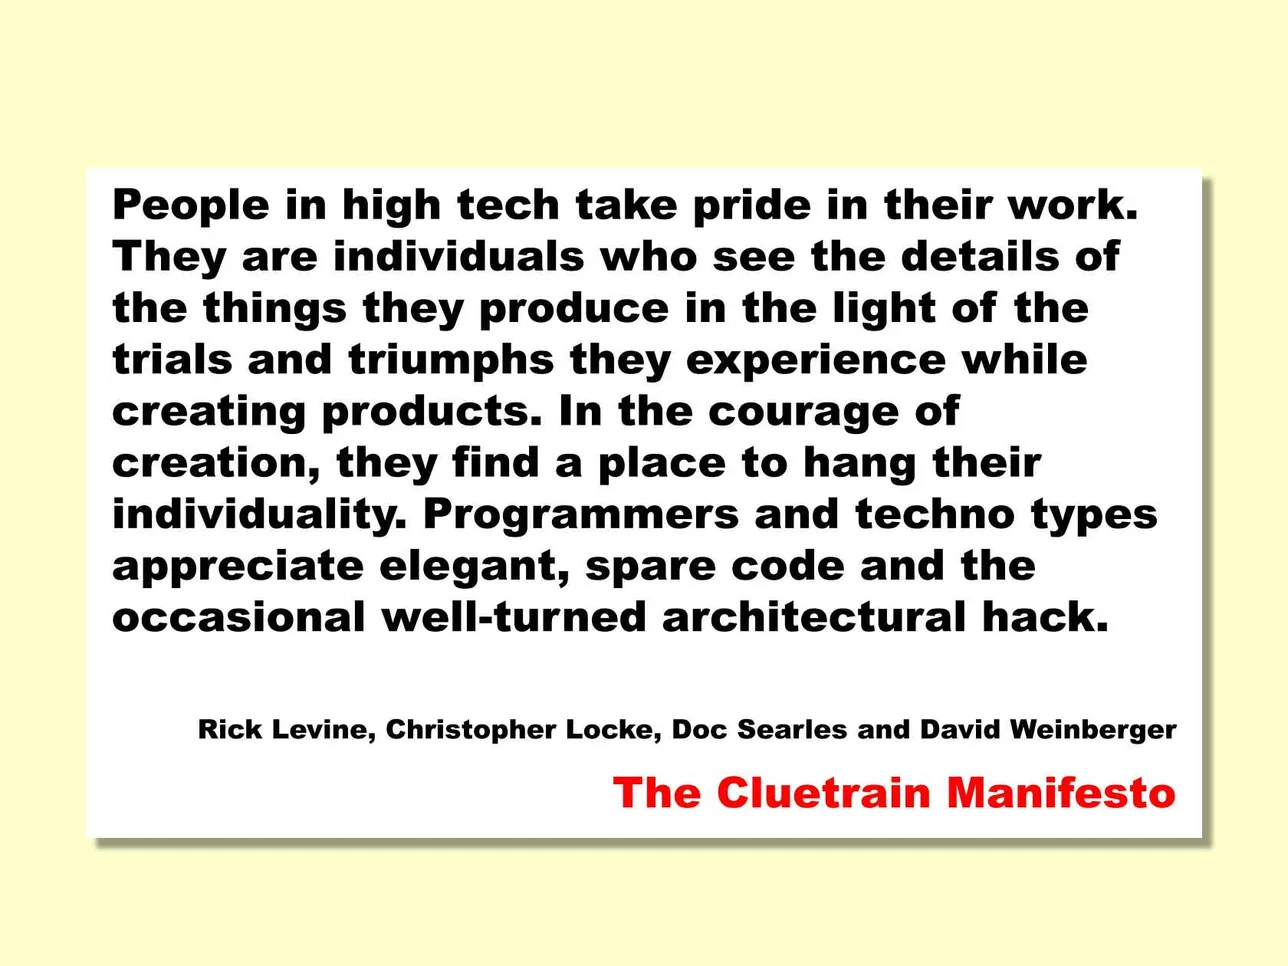 People in high tech take pride in their work.
They are individuals who see the details of
the things they produce in the light of the
trials and triumphs they experience while
creating products. In the courage of
creation, they find a place to hang their
individuality. Programmers and techno types
appreciate elegant, spare code and the
occasional well-turned architectural hack.
Rick Levine, Christopher Locke, Doc Searles and David Weinberger
The Cluetrain Manifesto